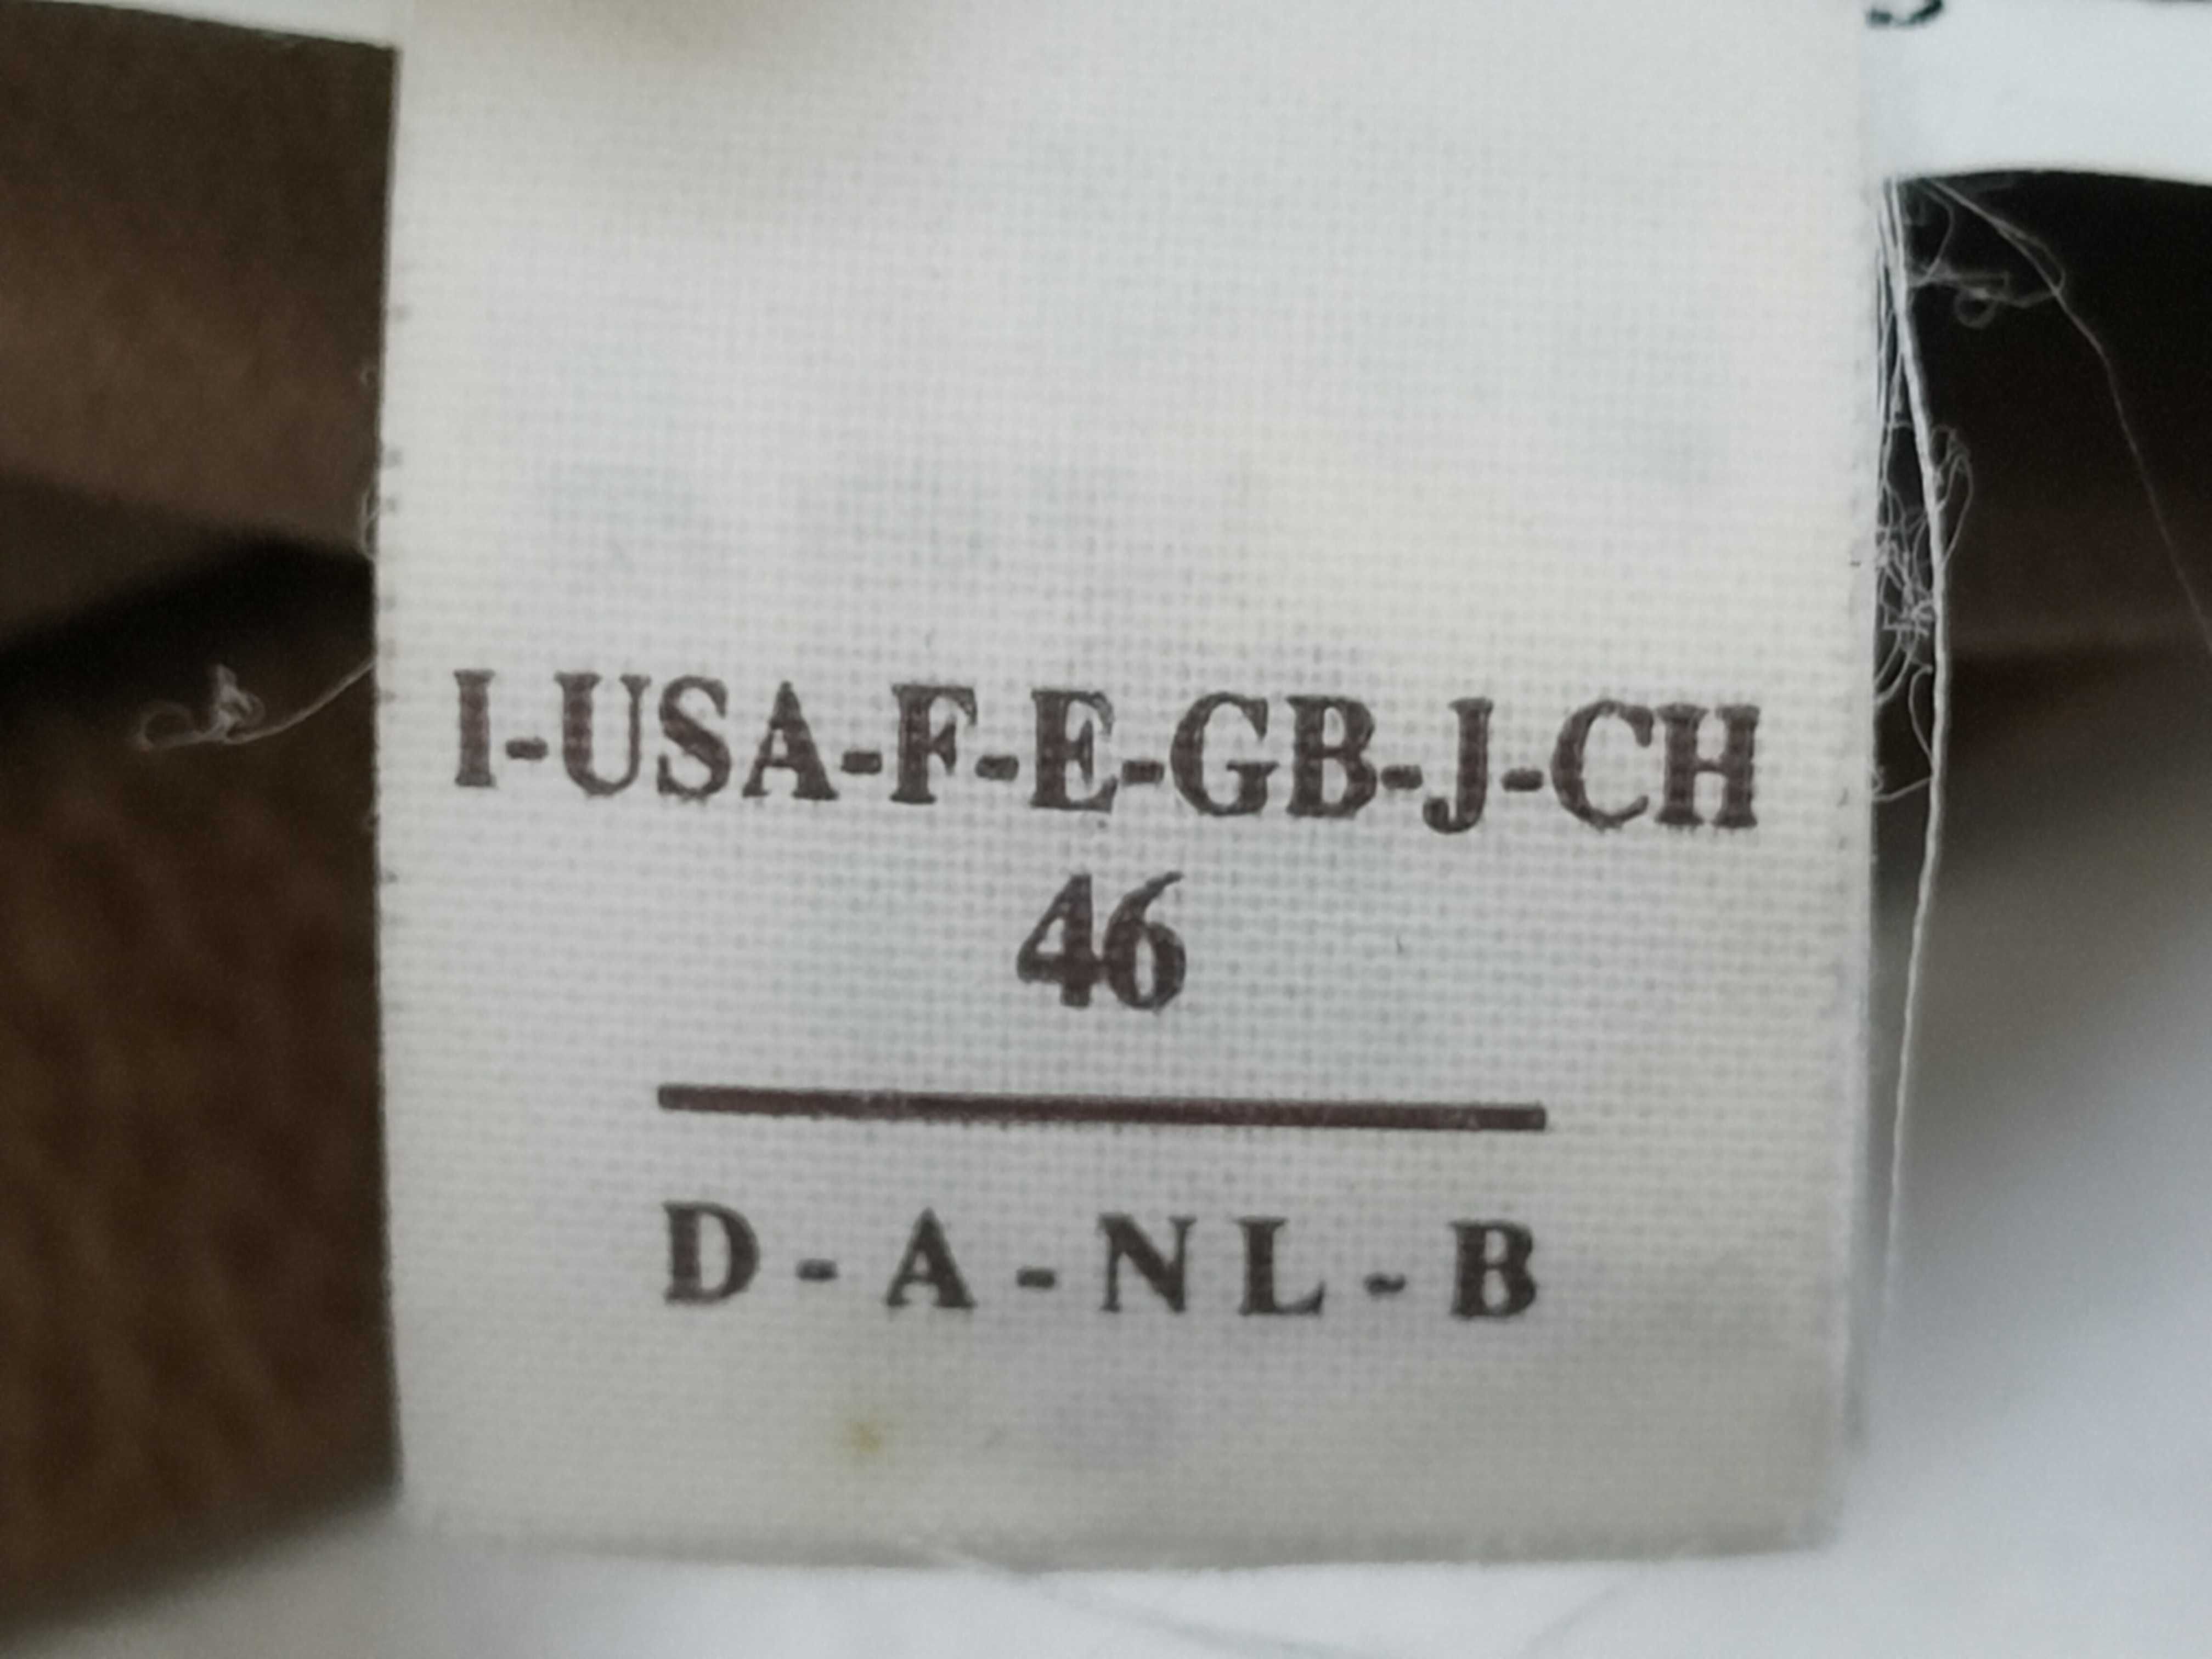 I-USA-F-E-GB-J-CH
46
D - A - NL - B